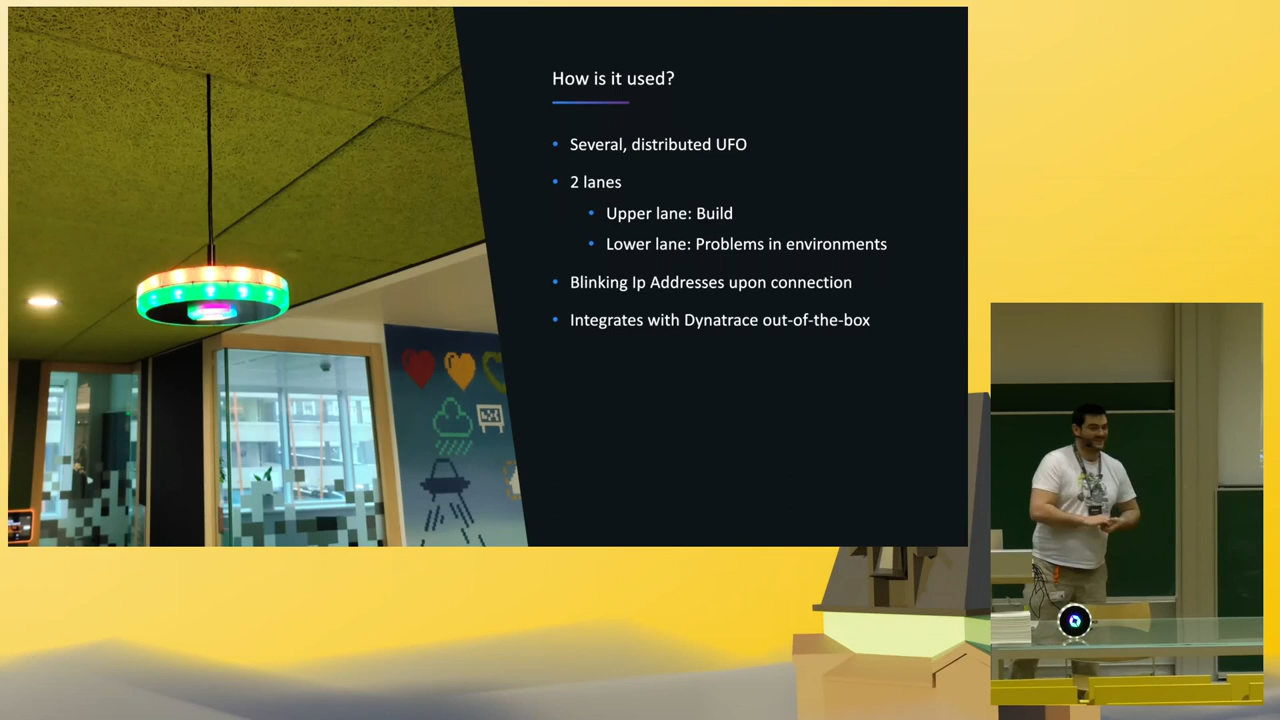 How is it used?
Several, distributed UFO
2 lanes
Upper lane: Build
Lower lane: Problems in environments
Blinking Ip Addresses upon connection
Integrates with Dynatrace out-of-the-box